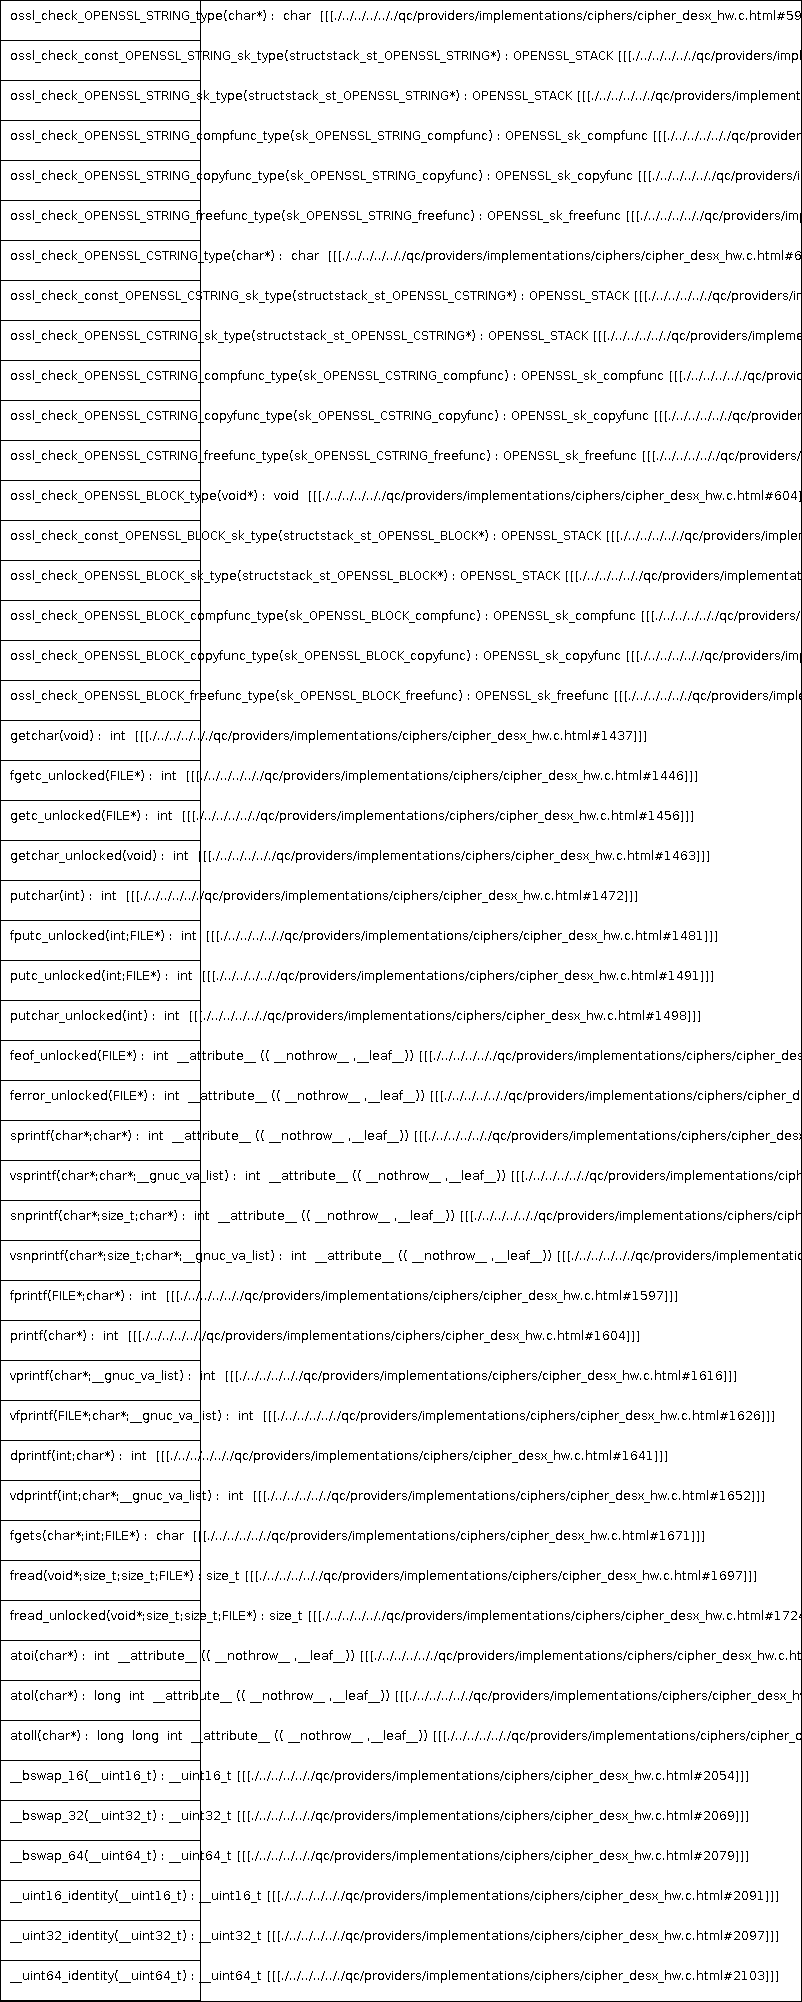 ossl_check_OPENSSL_STRING_type(char*) : char [[[./../../../../qc/providers/implementations/ciphers/cipher_desx_hw.c.html#59
ossl_check_const_OPENSSL_STRING_sk_type(structstack_st_OPENSSL_STRING*) : OPENSSL_STACK [[[./../../../../qc/providers/impl
ossl_check_OPENSSL_STRING_sk_type(structstack_st_OPENSSL_STRING*) : OPENSSL_STACK [[[./../../../../qc/providers/implement
ossl_check_OPENSSL_STRING_compfunc_type(sk_OPENSSL_STRING_compfunc) : OPENSSL_sk_compfunc [[[./../../../../qc/provider
ossl_check_OPENSSL_STRING_copyfunc_type(sk_OPENSSL_STRING_copyfunc) : OPENSSL_sk_copyfunc [[[./../../../../qc/providers/i
ossl_check_OPENSSL_STRING_freefunc_type(sk_OPENSSL_STRING_freefunc) : OPENSSL_sk_freefunc [[[./../../../../qc/providers/imp
ossl_check_OPENSSL_CSTRING_type(char*) : char [[[./../../../../qc/providers/implementations/ciphers/cipher_desx_hw.c.html#6
ossl_check_const_OPENSSL_CSTRING_sk_type(structstack_st_OPENSSL_CSTRING*) : OPENSSL_STACK [[[./../../../../qc/providers/in
ossl_check_OPENSSL_CSTRING_sk_type(structstack_st_OPENSSL_CSTRING*) : OPENSSL_STACK [[[./../../../../qc/providers/impleme
ossl_check_OPENSSL_CSTRING_compfunc_type(sk_OPENSSL_CSTRING_compfunc) : OPENSSL_sk_compfunc [[[./../../../../qc/provid
ossl_check_OPENSSL_CSTRING_copyfunc_type(sk_OPENSSL_CSTRING_copyfunc) : OPENSSL_sk_copyfunc [[[./../../../../qc/provider
ossl_check_OPENSSL_CSTRING_freefunc_type(sk_OPENSSL_CSTRING_freefunc) : OPENSSL_sk_freefunc [[[./../../../../qc/providers/
ossl_check_OPENSSL_BLOCK_type(void*) : void [[[./../../../../qc/providers/implementations/ciphers/cipher_desx_hw.c.html#604]
ossl_check_const_OPENSSL_BLOCK_sk_type(structstack_st_OPENSSL_BLOCK*) : OPENSSL_STACK [[[./../../../../qc/providers/implem
ossl_check_OPENSSL_BLOCK_sk_type(structstack_st_OPENSSL_BLOCK*) : OPENSSL_STACK [[[./../../../../qc/providers/implementat
ossl_check_OPENSSL_BLOCK_compfunc_type(sk_OPENSSL_BLOCK_compfunc) : OPENSSL_sk_compfunc [[[./../../../../qc/providers/
ossl_check_OPENSSL_BLOCK_copyfunc_type(sk_OPENSSL_BLOCK_copyfunc) : OPENSSL_sk_copyfunc [[[./../../../../qc/providers/imp
ossl_check_OPENSSL_BLOCK_freefunc_type(sk_OPENSSL_BLOCK_freefunc) : OPENSSL_sk_freefunc [[[./../../../../qc/providers/imple
getchar(void) : int [[[./../../../../qc/providers/implementations/ciphers/cipher_desx_hw.c.html#1437]]]
fgetc_unlocked(FILE*) : int [[[./../../../../qc/providers/implementations/ciphers/cipher_desx_hw.c.html#1446]]]
getc_unlocked(FILE*) : int [[[./../../../../qc/providers/implementations/ciphers/cipher_desx_hw.c.html#1456]]]
getchar_unlocked(void) : int [[[./../../../../qc/providers/implementations/ciphers/cipher_desx_hw.c.html#1463]]]
putchar(int) : int [[[./../../../../qc/providers/implementations/ciphers/cipher_desx_hw.c.html#1472]]]
fputc_unlocked(int;FILE*) : int [[[./../../../../qc/providers/implementations/ciphers/cipher_desx_hw.c.html#1481]]]
putc_unlocked(int;FILE*) : int [[[./../../../../qc/providers/implementations/ciphers/cipher_desx_hw.c.html#1491]]]
putchar_unlocked(int) : int [[[./../../../../qc/providers/implementations/ciphers/cipher_desx_hw.c.html#1498]]]
feof_unlocked(FILE*) : int __attribute__ (( __nothrow__ ,__leaf__)) [[[./../../../../qc/providers/implementations/ciphers/cipher_des
ferror_unlocked(FILE*) : int __attribute__ (( __nothrow__ ,__leaf__)) [[[./../../../../qc/providers/implementations/ciphers/cipher_d
sprintf(char*;char*) : int __attribute__ (( __nothrow__ ,__leaf__)) [[[./../../../../qc/providers/implementations/ciphers/cipher_desx
vsprintf(char*;char*;__gnuc_va_list) : int __attribute__ (( __nothrow__ ,__leaf__)) [[[./../../../../qc/providers/implementations/ciph
snprintf(char*;size_t;char*) : int __attribute__ (( __nothrow__ ,__leaf__)) [[[./../../../../qc/providers/implementations/ciphers/ciph
vsnprintf(char*;size_t;char*;__gnuc_va_list) : int __attribute__ (( __nothrow__ ,__leaf__)) [[[./../../../../qc/providers/implementatio
fprintf(FILE*;char*) : int [[[./../../../../qc/providers/implementations/ciphers/cipher_desx_hw.c.html#1597]]]
printf(char*) : int [[[./../../../../qc/providers/implementations/ciphers/cipher_desx_hw.c.html#1604]]]
vprintf(char*;__gnuc_va_list) : int [[[./../../../../qc/providers/implementations/ciphers/cipher_desx_hw.c.html#1616]]]
vfprintf(FILE*;char*;__gnuc_va_list) : int [[[./../../../../qc/providers/implementations/ciphers/cipher_desx_hw.c.html#1626]]]
dprintf(int;char*) : int [[[./../../../../qc/providers/implementations/ciphers/cipher_desx_hw.c.html#1641]]]
vdprintf(int;char*;__gnuc_va_list) : int [[[./../../../../qc/providers/implementations/ciphers/cipher_desx_hw.c.html#1652]]]
fgets(char*;int;FILE*) : char [[[./../../../../qc/providers/implementations/ciphers/cipher_desx_hw.c.html#1671]]]
fread(void*;size_t;size_t;FILE*) : size_t [[[./../../../../qc/providers/implementations/ciphers/cipher_desx_hw.c.html#1697]]]
fread_unlocked(void*;size_t;size_t;FILE*) : size_t [[[./../../../../qc/providers/implementations/ciphers/cipher_desx_hw.c.html#1724
atoi(char*) : int __attribute__ (( __nothrow__ ,__leaf__)) [[[./../../../../qc/providers/implementations/ciphers/cipher_desx_hw.c.ht
atol(char*) : long int __attribute__ (( __nothrow__ ,__leaf__)) [[[./../../../../qc/providers/implementations/ciphers/cipher_desx_hw
atoll(char*) : long long int __attribute__ (( __nothrow__ ,__leaf__)) [[[./../../../../qc/providers/implementations/ciphers/cipher_d
__bswap_16(__uint16_t) : __uint16_t [[[./../../../../qc/providers/implementations/ciphers/cipher_desx_hw.c.html#2054]]]
__bswap_32(__uint32_t) : __uint32_t [[[./../../../../qc/providers/implementations/ciphers/cipher_desx_hw.c.html#2069]]]
__bswap_64(__uint64_t) : __uint64_t [[[./../../../../qc/providers/implementations/ciphers/cipher_desx_hw.c.html#2079]]]
__uint16_identity(__uint16_t) : __uint16_t [[[./../../../../qc/providers/implementations/ciphers/cipher_desx_hw.c.html#2091]]]
__uint32_identity(__uint32_t) : __uint32_t [[[./../../../../qc/providers/implementations/ciphers/cipher_desx_hw.c.html#2097]]]
__uint64_identity(__uint64_t) : __uint64_t [[[./../../../../qc/providers/implementations/ciphers/cipher_desx_hw.c.html#2103]]]